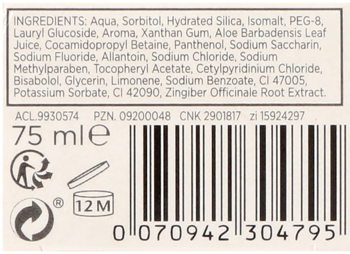 INGREDIENTS: Aqua, Sorbitol, Hydrated Silica, Isomalt, PEG-8,
Lauryl Glucoside, Aroma, Xanthan Gum, Aloe Barbadensis Leaf
Juice, Cocamidopropyl Betaine, Panthenol, Sodium Saccharin,
Sodium Fluoride, Allantoin, Sodium Chloride, Sodium
Methylparaben, Tocopheryl Acetate, Cetylpyridinium Chloride,
Bisabolol, Glycerin, Limonene, Sodium Benzoate, CI 47005,
Potassium Sorbate, CI 42090, Zingiber Officinale Root Extract.
ACL.9930574 PZN. 09200048 CNK 2901817 zi 15924297
75 ml e
®
12M
0 070942 304795